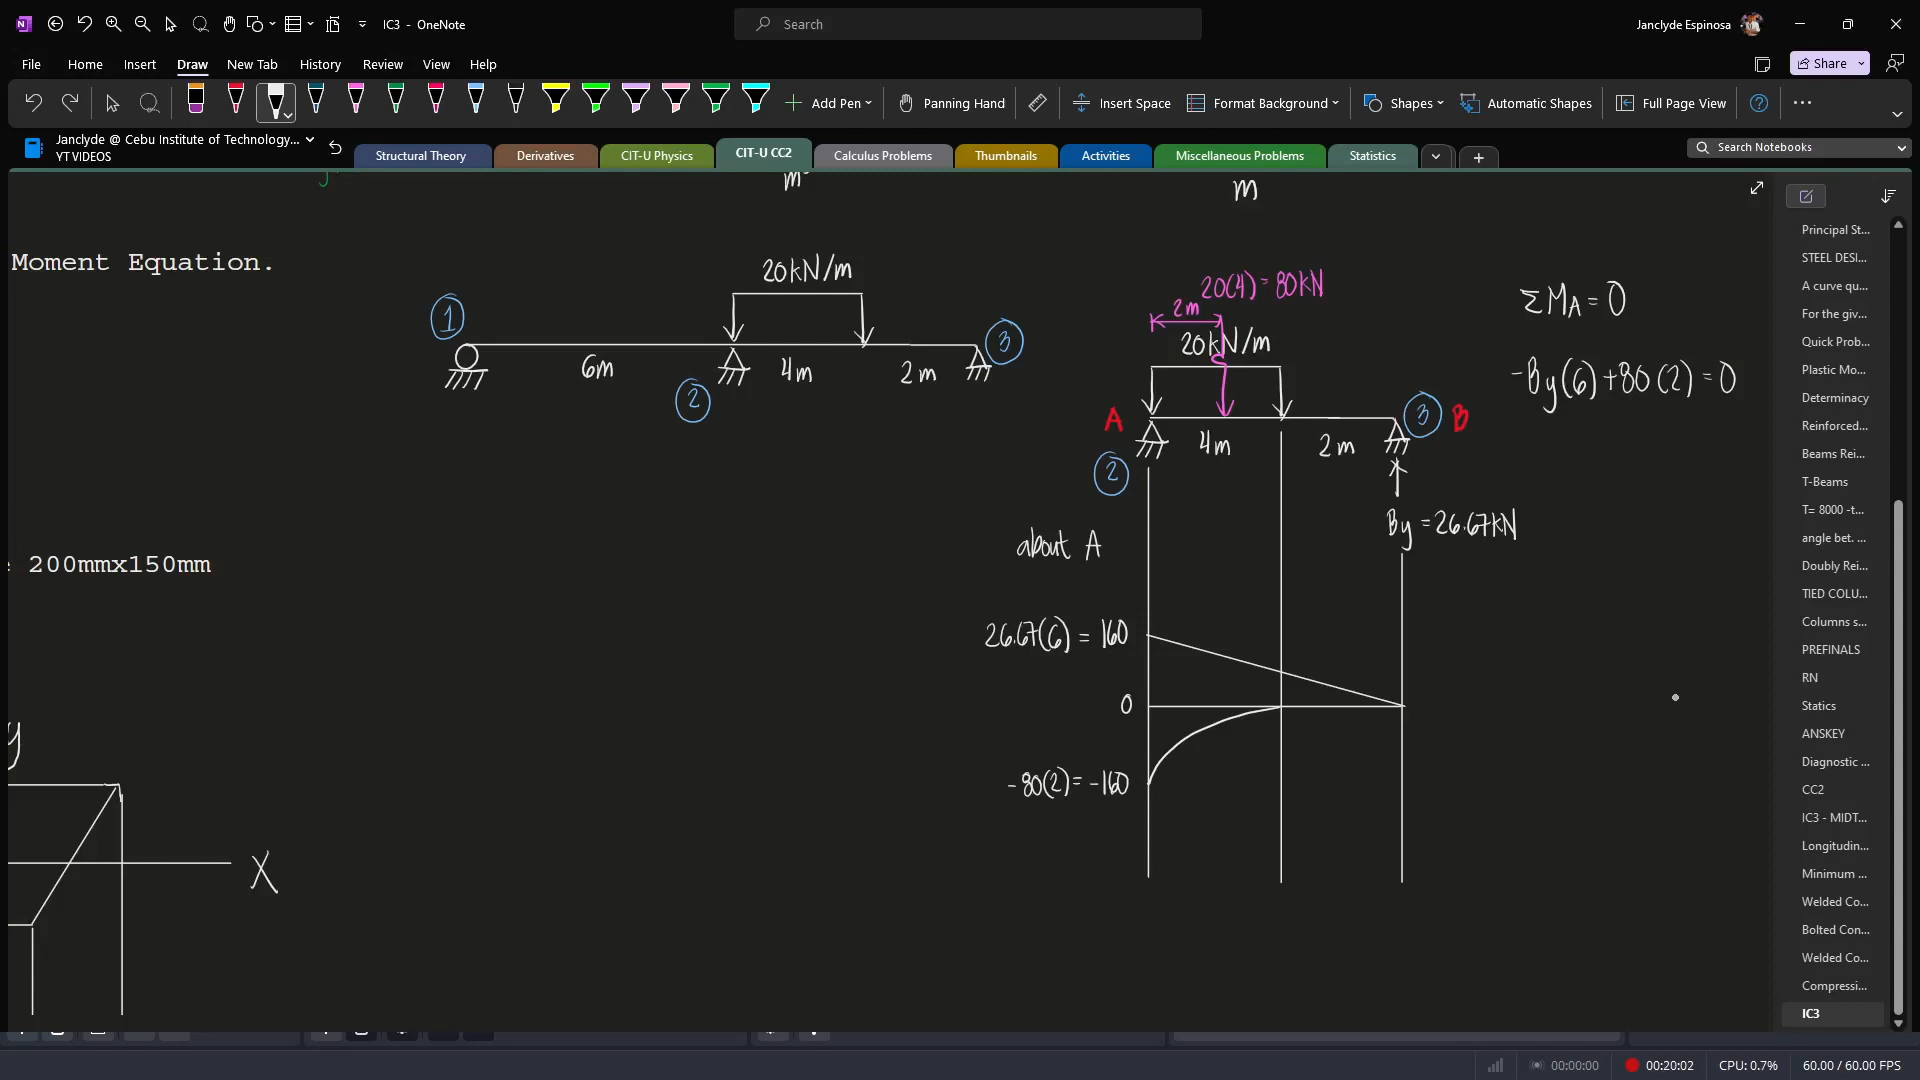 IC3 - OneNote
Search
Janclyde Espinosa
File Home Insert Draw New Tab History Review View Help
Share
Add Pen
Panning Hand
Insert Space
Format Background
Shapes
Automatic Shapes
Full Page View
Janclyde @ Cebu Institute of Technology...
YT VIDEOS
Structural Theory
Derivatives
CIT-U Physics
CIT-U CC2
Calculus Problems
Thumbnails
Activities
Miscellaneous Problems
Statistics
Search Notebooks
m
Moment Equation.
20kN/m
1
6m
2
4m
2m
3
20(4) = 80kN
2m
20kN/m
A
4m
2m
3
B
2
By = 26.67kN
ΣMA = 0
-By(6)+80(2) = 0
about A
26.67(6) = 160
0
-80(2) = -160
200mmx150mm
y
X
Principal St...
STEEL DESI...
A curve qu...
For the giv...
Quick Prob...
Plastic Mo...
Determinacy
Reinforced...
Beams Rei...
T-Beams
T= 8000 -t...
angle bet. ...
Doubly Rei...
TIED COLU...
Columns s...
PREFINALS
RN
Statics
ANSKEY
Diagnostic ...
CC2
IC3 - MIDT...
Longitudin...
Minimum ...
Welded Co...
Bolted Con...
Welded Co...
Compressi...
IC3
00:00:00
00:20:02
CPU: 0.7%
60.00 / 60.00 FPS